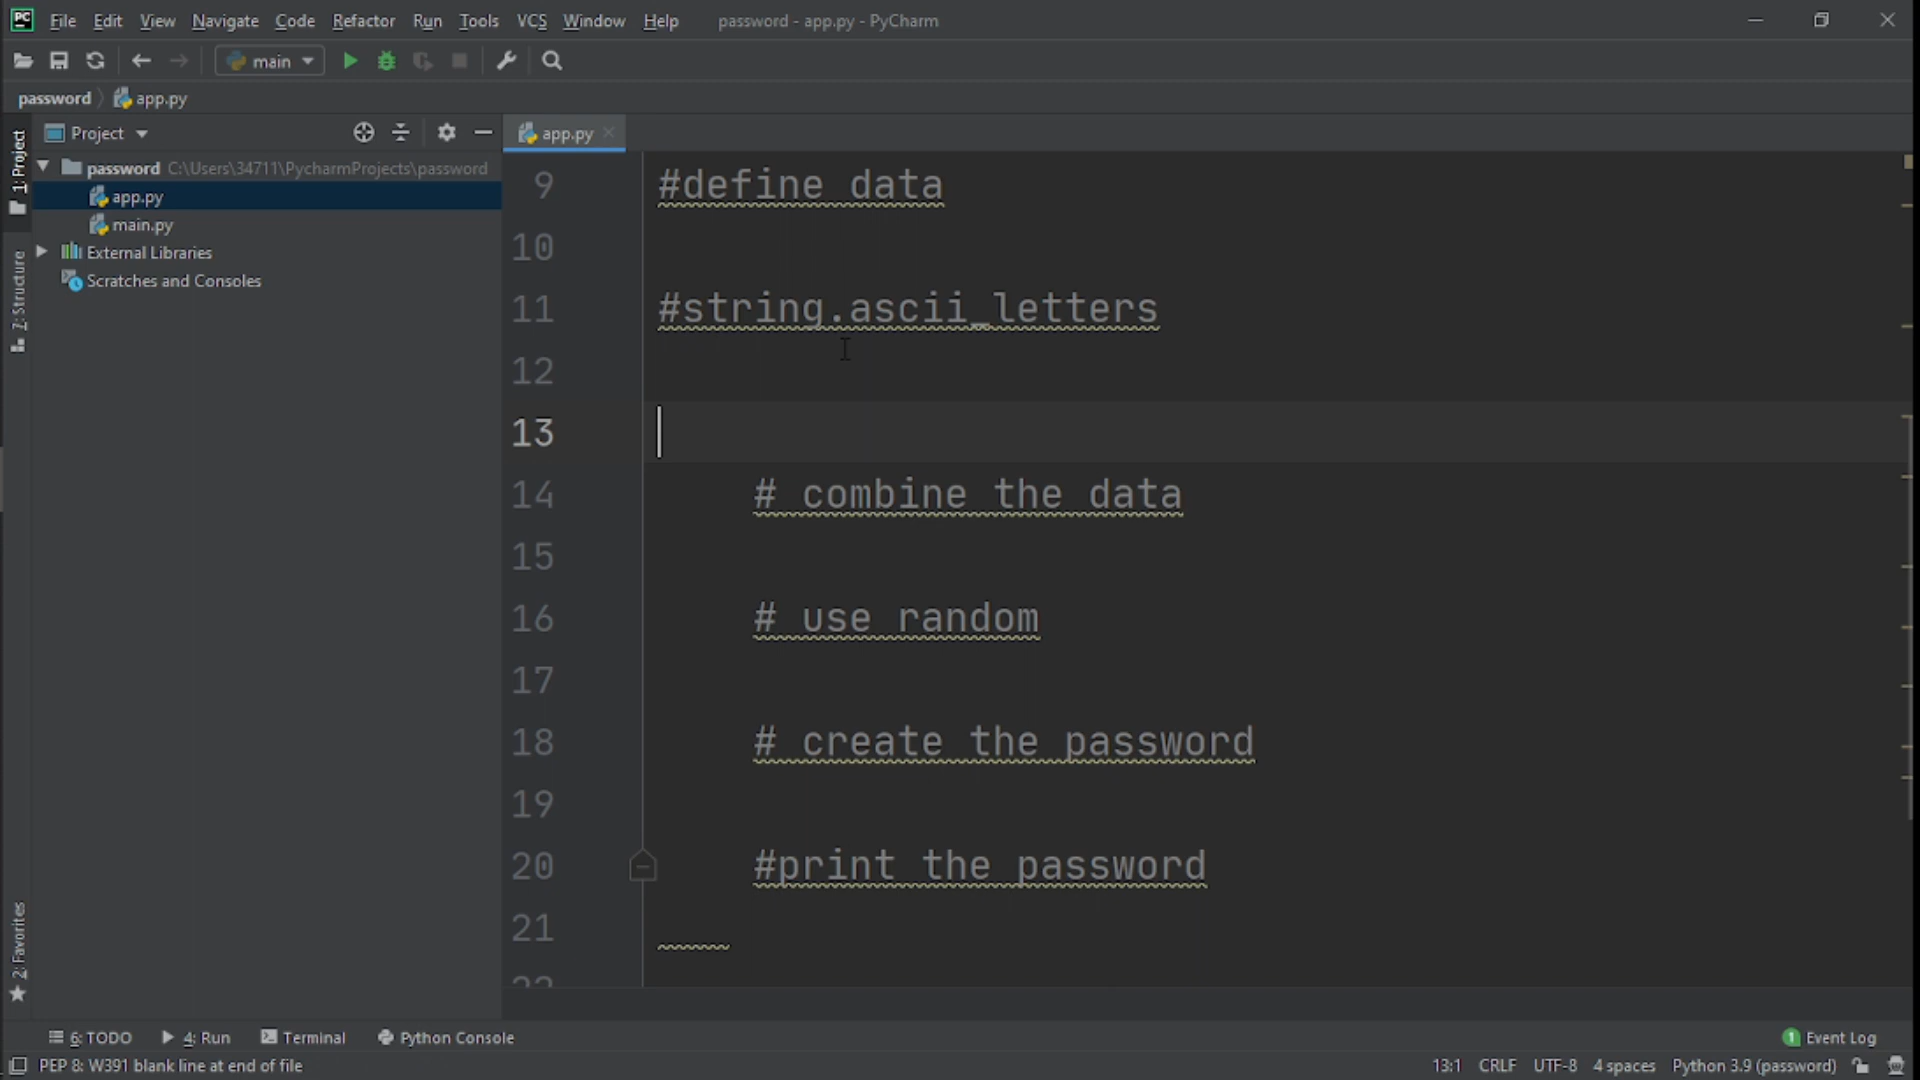 PC File Edit View Navigate Code Refactor Run Tools VCS Window Help password - app.py - PyCharm
main
password app.py
1: Project
Project
app.py
password C:\Users\34711\PycharmProjects\password
app.py
main.py
External Libraries
Scratches and Consoles
Z: Structure
9 #define data
10
11 #string.ascii_letters
12
13
14 # combine the data
15
16 # use random
17
18 # create the password
19
20 #print the password
21
22
2: Favorites
6: TODO 4: Run Terminal Python Console 1 Event Log
PEP 8: W391 blank line at end of file 13:1 CRLF UTF-8 4 spaces Python 3.9 (password)